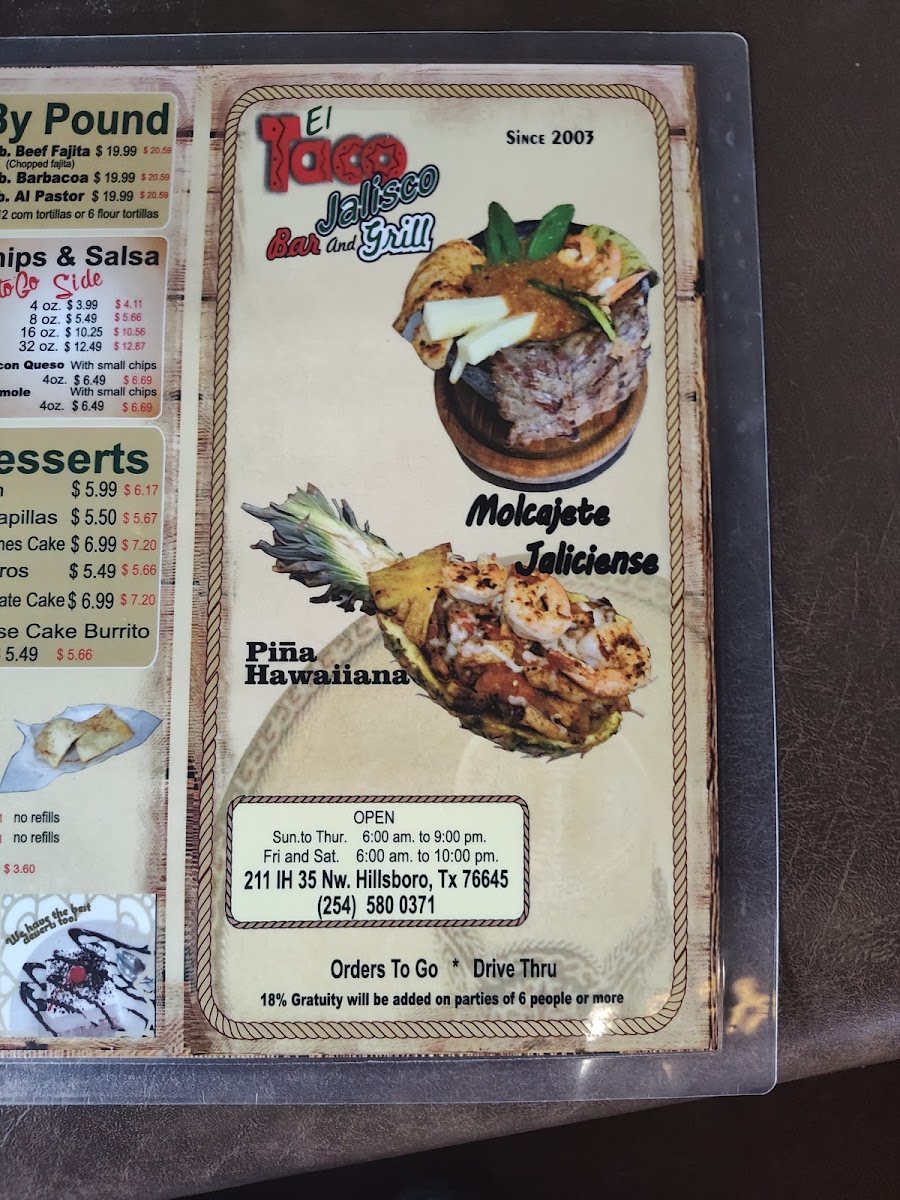 By Pound
b. Beef Fajita $ 19.99 $ 20.59
(Chopped fajita)
b. Barbacoa $ 19.99 $ 20.59
b. Al Pastor $ 19.99 $ 20.59
12 corn tortillas or 6 flour tortillas
hips & Salsa
to Go Side
4 oz. $ 3.99 $ 4.11
8 oz. $ 5.49 $ 5.66
16 oz. $ 10.25 $ 10.56
32 oz. $ 12.49 $ 12.87
con Queso With small chips
4oz. $ 6.49 $ 6.69
mole With small chips
4oz. $ 6.49 $ 6.69
esserts
$ 5.99 $ 6.17
apillas $ 5.50 $ 5.67
hes Cake $ 6.99 $ 7.20
ros $ 5.49 $ 5.66
ate Cake $ 6.99 $ 7.20
se Cake Burrito
5.49 $ 5.66
no refills
no refills
$ 3.60
We have the best
desserts too!
El
Taco
Jalisco
Bar And Grill
Since 2003
Molcajete
Jaliciense
Piña
Hawaiiana
OPEN
Sun.to Thur. 6:00 am. to 9:00 pm.
Fri and Sat. 6:00 am. to 10:00 pm.
211 IH 35 Nw. Hillsboro, Tx 76645
(254) 580 0371
Orders To Go * Drive Thru
18% Gratuity will be added on parties of 6 people or more